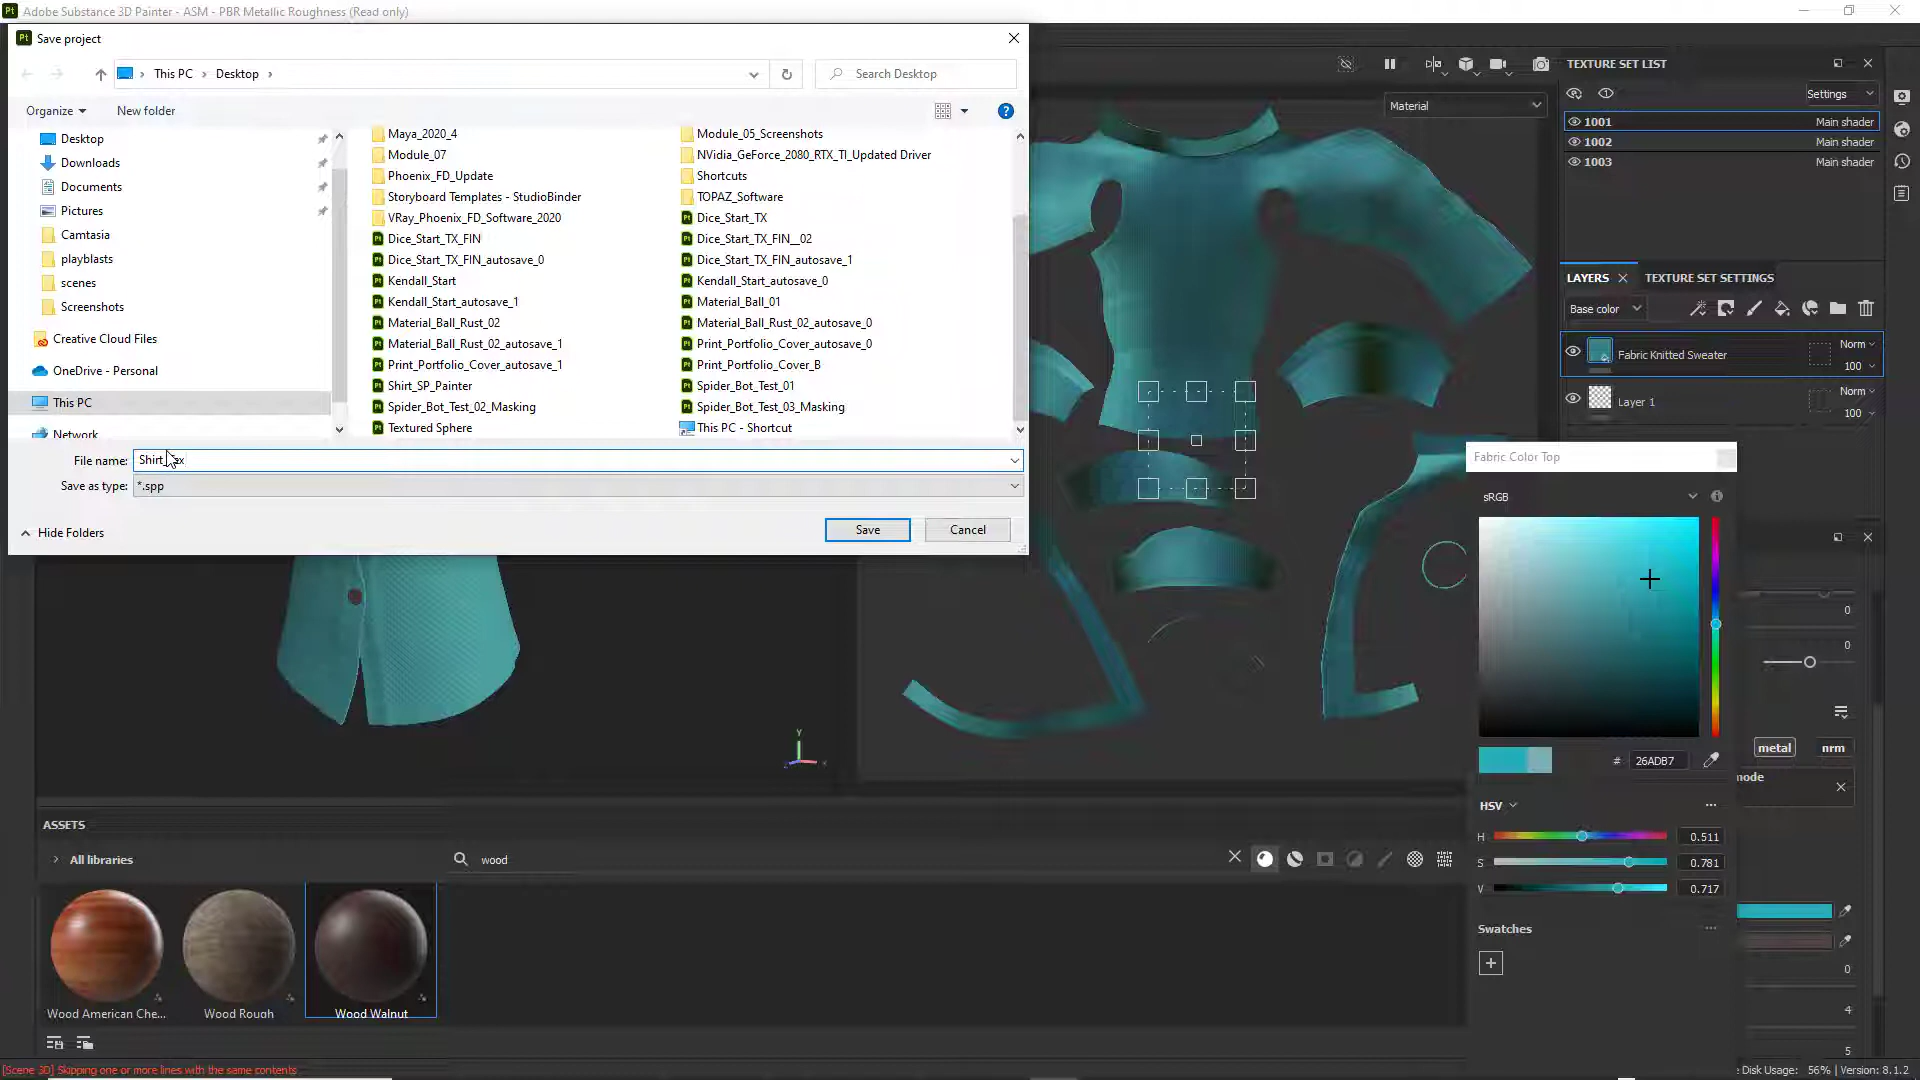 Adobe Substance 3D Painter - ASM - PBR Metallic Roughness (Read only)
Save project
This PC
Desktop
Search Desktop
Organize
New folder
Desktop
Downloads
Documents
Pictures
Camtasia
playblasts
scenes
Screenshots
Creative Cloud Files
OneDrive - Personal
This PC
Network
Maya_2020_4
Module_05_Screenshots
Module_07
NVidia_GeForce_2080_RTX_TI_Updated Driver
Phoenix_FD_Update
Shortcuts
Storyboard Templates - StudioBinder
TOPAZ_Software
VRay_Phoenix_FD_Software_2020
Dice_Start_TX
Dice_Start_TX_FIN
Dice_Start_TX_FIN__02
Dice_Start_TX_FIN_autosave_0
Dice_Start_TX_FIN_autosave_1
Kendall_Start
Kendall_Start_autosave_0
Kendall_Start_autosave_1
Material_Ball_01
Material_Ball_Rust_02
Material_Ball_Rust_02_autosave_0
Material_Ball_Rust_02_autosave_1
Print_Portfolio_Cover_autosave_0
Print_Portfolio_Cover_autosave_1
Print_Portfolio_Cover_B
Shirt_SP_Painter
Spider_Bot_Test_01
Spider_Bot_Test_02_Masking
Spider_Bot_Test_03_Masking
Textured Sphere
This PC - Shortcut
File name:
Save as type: *.spp
Hide Folders
Save
Cancel
Material
TEXTURE SET LIST
Settings
1001 Main shader
1002 Main shader
1003 Main shader
LAYERS
TEXTURE SET SETTINGS
Base color
Fabric Knitted Sweater
Norm
100
Layer 1
Norm
100
Fabric Color Top
sRGB
# 26ADB7
HSV
H 0.511
S 0.781
V 0.717
Swatches
0
0
metal
nrm
mode
0
4
5
ASSETS
All libraries
wood
Wood American Che...
Wood Rough
Wood Walnut
[Scene 3D] Skipping one or more lines with the same contents
Disk Usage: 56% | Version: 8.1.2